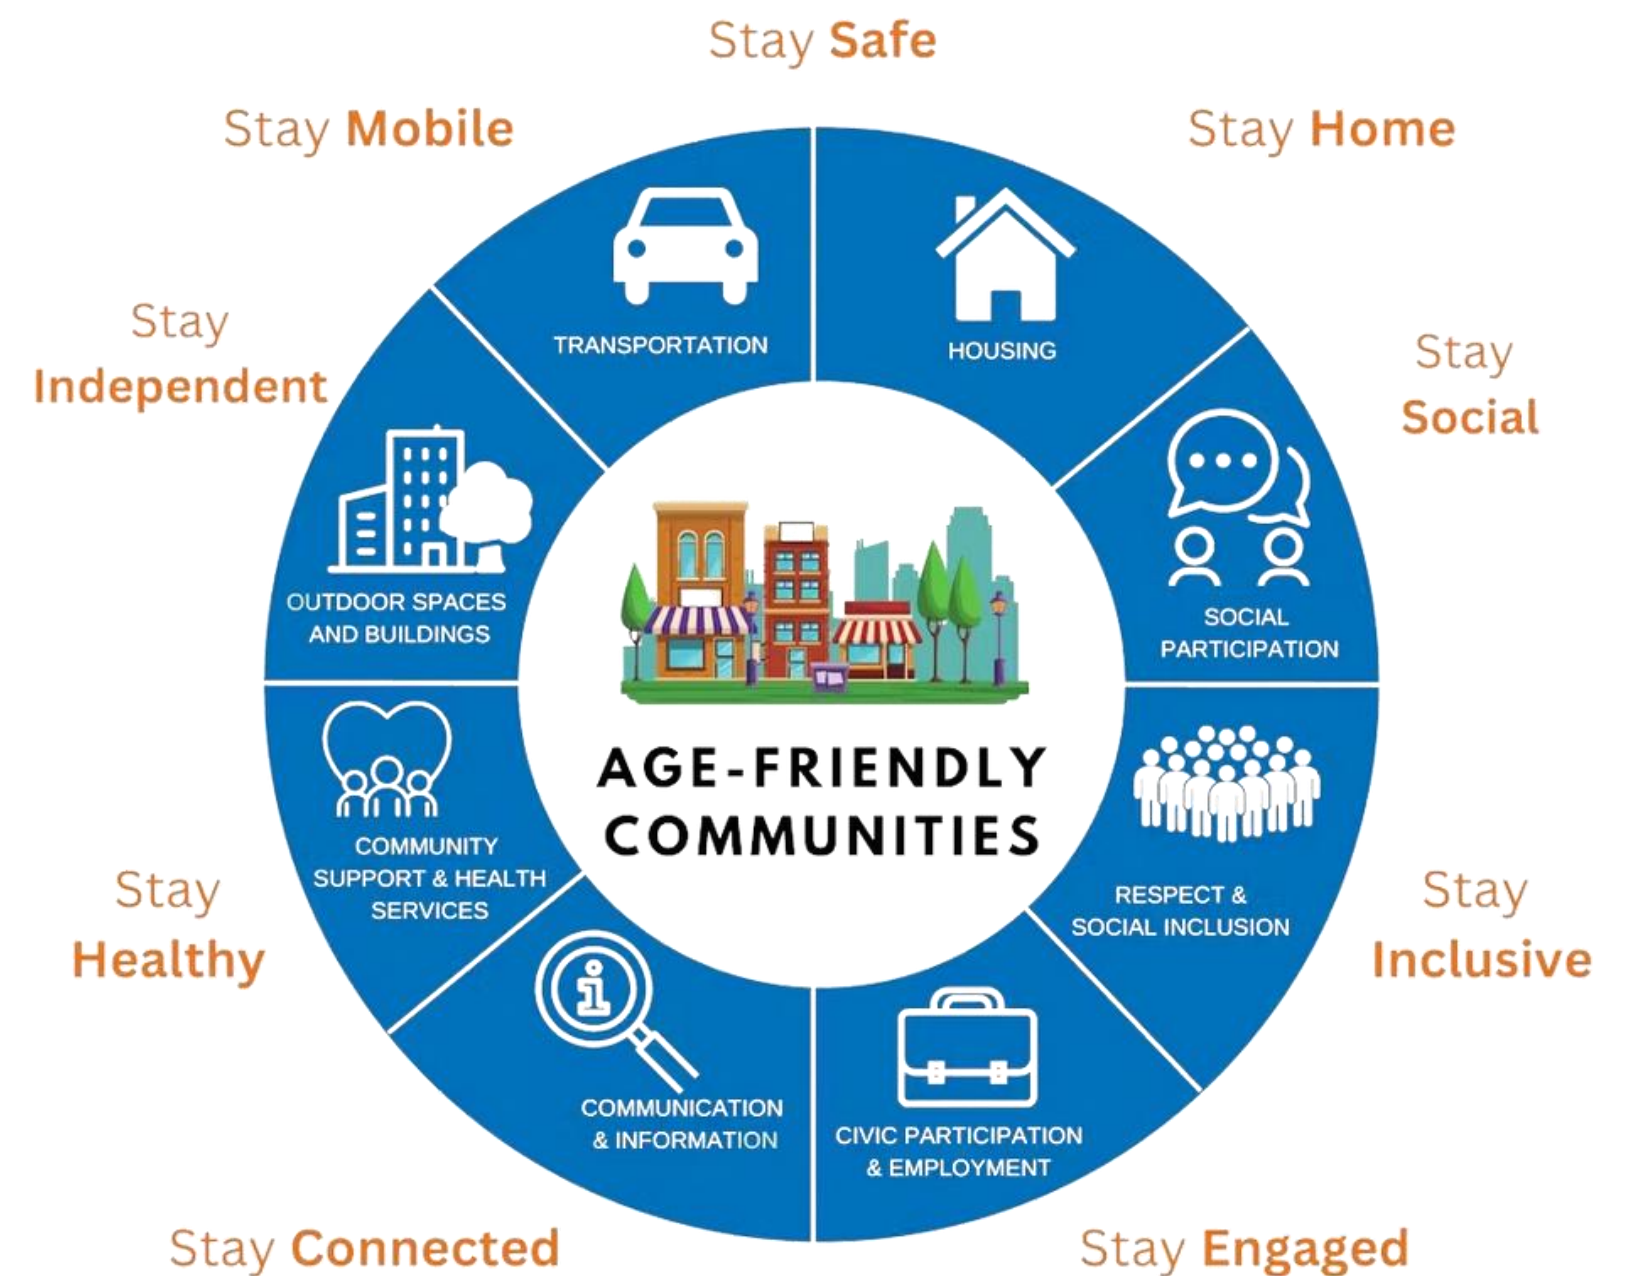 Stay Safe
Stay Mobile
Stay Home
Stay
Independent
Stay
Social
TRANSPORTATION
HOUSING
OUTDOOR SPACES
AND BUILDINGS
SOCIAL
PARTICIPATION
AGE-FRIENDLY
COMMUNITIES
COMMUNITY
SUPPORT & HEALTH
SERVICES
RESPECT &
SOCIAL INCLUSION
Stay
Healthy
Stay
Inclusive
i
COMMUNICATION
& INFORMATION
CIVIC PARTICIPATION
& EMPLOYMENT
Stay Connected
Stay Engaged